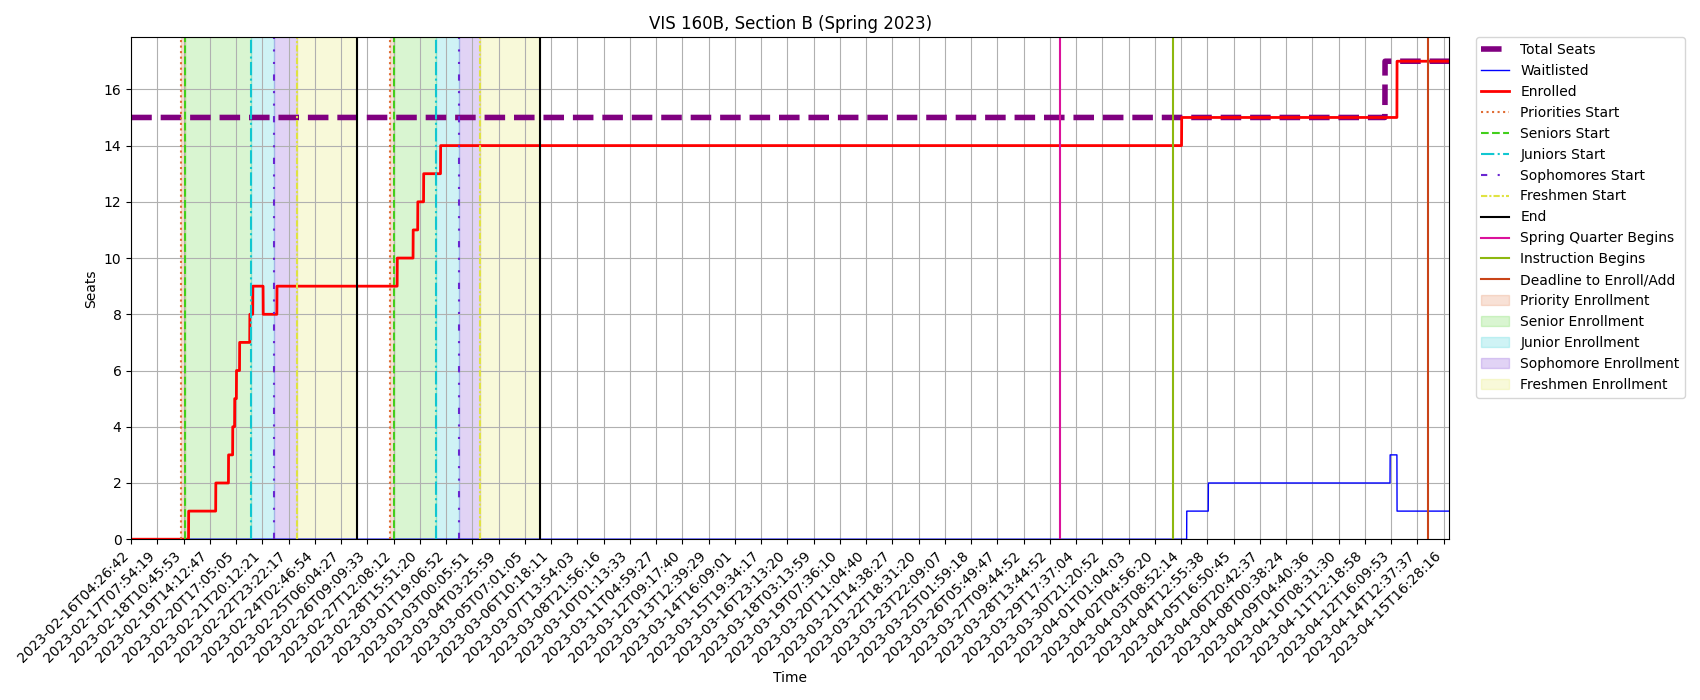 VIS 160B, Section B (Spring 2023)
Seats
16
14
12
10
8
6
4
2
0
2023-02-16T04:26:42
2023-02-17T07:54:19
2023-02-18T10:45:53
2023-02-19T14:12:47
2023-02-20T17:05:05
2023-02-21T20:12:21
2023-02-22T23:22:17
2023-02-24T02:46:54
2023-02-25T06:04:27
2023-02-26T09:09:33
2023-02-27T12:08:12
2023-02-28T15:51:20
2023-03-01T19:06:52
2023-03-03T00:05:51
2023-03-04T03:25:59
2023-03-05T07:01:05
2023-03-06T10:18:11
2023-03-07T13:54:03
2023-03-08T21:56:16
2023-03-10T01:13:33
2023-03-11T04:59:27
2023-03-12T09:17:40
2023-03-13T12:39:29
2023-03-14T16:09:01
2023-03-15T19:34:17
2023-03-16T23:13:20
2023-03-18T03:13:59
2023-03-19T07:36:10
2023-03-20T11:04:40
2023-03-21T14:38:27
2023-03-22T18:31:20
2023-03-23T22:09:07
2023-03-25T01:59:18
2023-03-26T05:49:47
2023-03-27T09:44:52
2023-03-28T13:44:52
2023-03-29T17:37:04
2023-03-30T21:20:52
2023-04-01T01:04:03
2023-04-02T04:56:20
2023-04-03T08:52:14
2023-04-04T12:55:38
2023-04-05T16:50:45
2023-04-06T20:42:37
2023-04-08T00:38:24
2023-04-09T04:40:36
2023-04-10T08:31:30
2023-04-11T12:18:58
2023-04-12T16:09:53
2023-04-14T12:37:37
2023-04-15T16:28:16
Time
Total Seats
Waitlisted
Enrolled
Priorities Start
Seniors Start
Juniors Start
Sophomores Start
Freshmen Start
End
Spring Quarter Begins
Instruction Begins
Deadline to Enroll/Add
Priority Enrollment
Senior Enrollment
Junior Enrollment
Sophomore Enrollment
Freshmen Enrollment